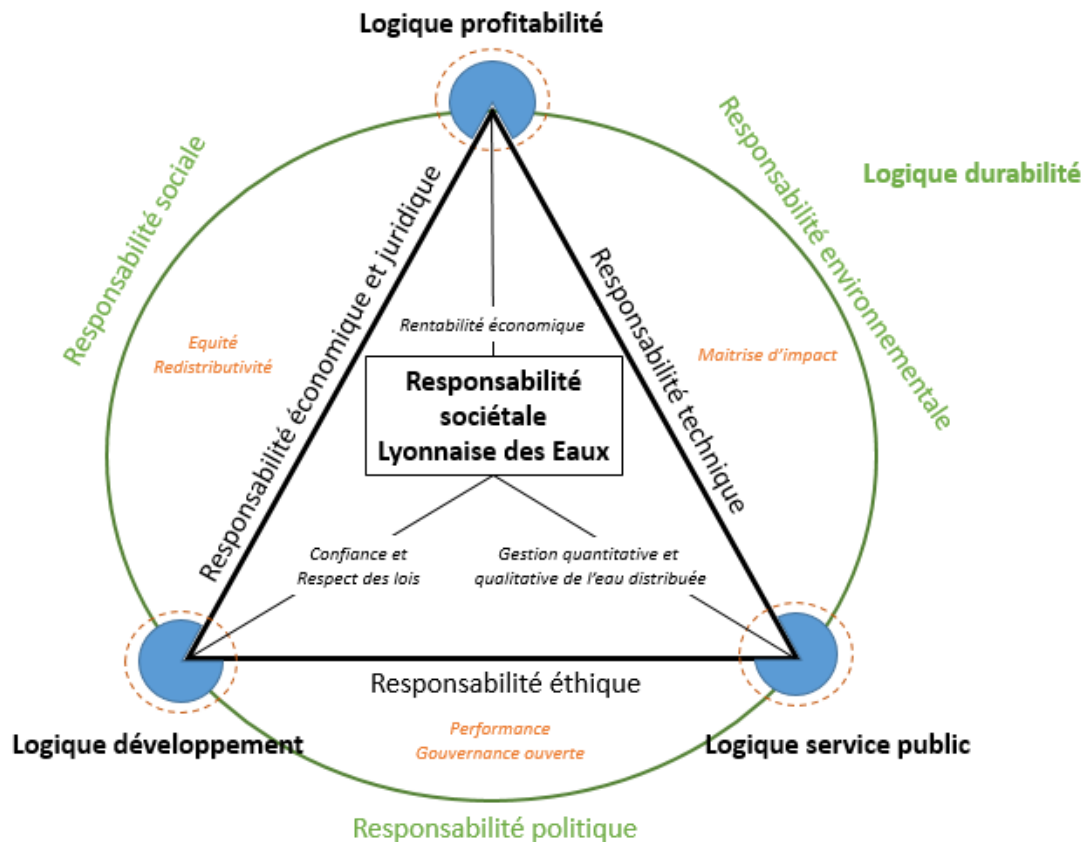 Logique profitabilité
Responsabilité sociale
Responsabilité environnementale
Logique durabilité
Responsabilité économique et juridique
Responsabilité technique
Rentabilité économique
Equité
Redistributivité
Maitrise d'impact
Responsabilité
sociétale
Lyonnaise des Eaux
Confiance et
Respect des lois
Gestion quantitative et
qualitative de l'eau distribuée
Responsabilité éthique
Logique développement
Performance
Gouvernance ouverte
Logique service public
Responsabilité politique